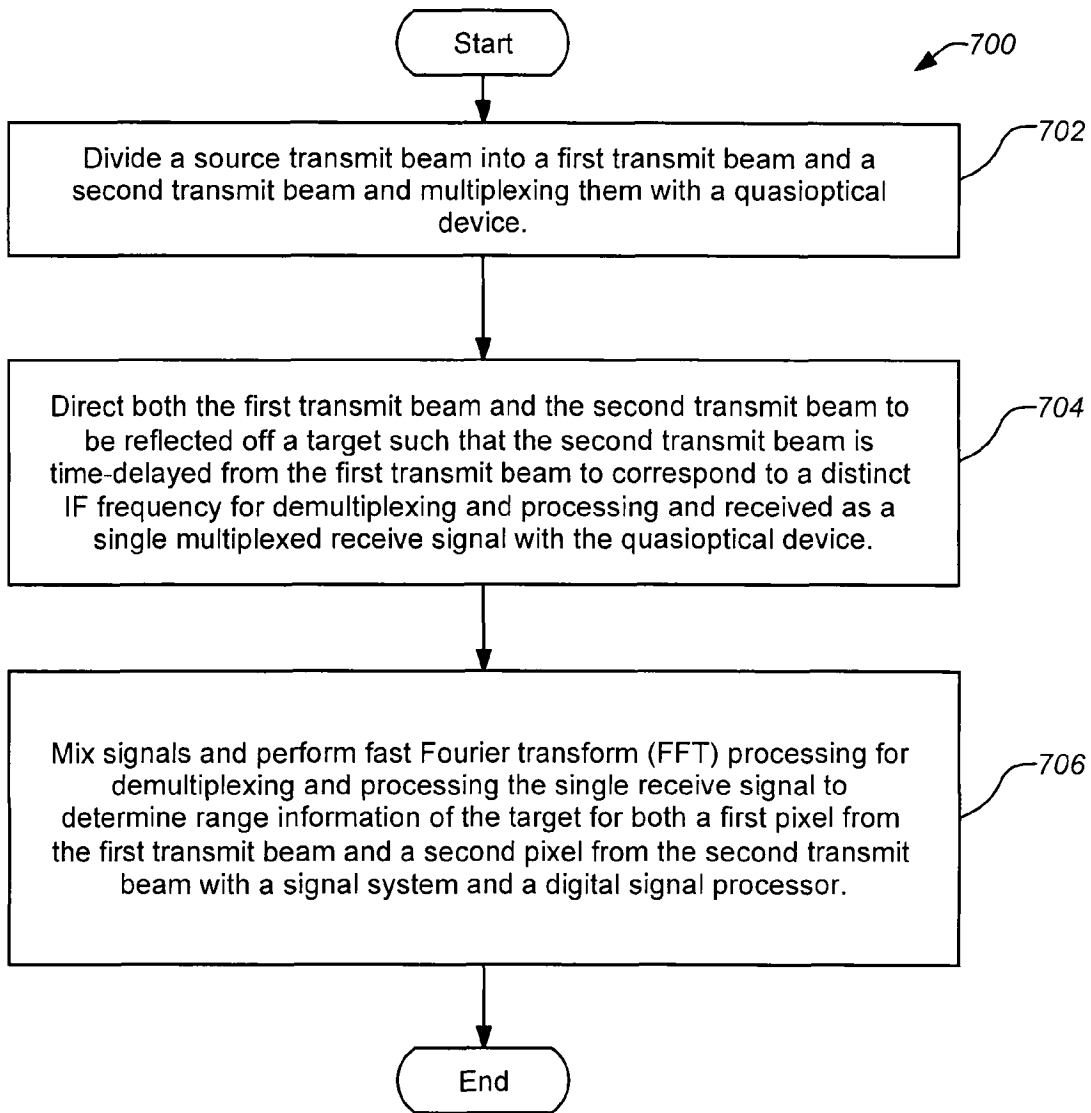 Start
700
702
Divide a source transmit beam into a first transmit beam and a
second transmit beam and multiplexing them with a quasioptical
device.
704
Direct both the first transmit beam and the second transmit beam to
be reflected off a target such that the second transmit beam is
time-delayed from the first transmit beam to correspond to a distinct
IF frequency for demultiplexing and processing and received as a
single multiplexed receive signal with the quasioptical device.
706
Mix signals and perform fast Fourier transform (FFT) processing for
demultiplexing and processing the single receive signal to
determine range information of the target for both a first pixel from
the first transmit beam and a second pixel from the second transmit
beam with a signal system and a digital signal processor.
End